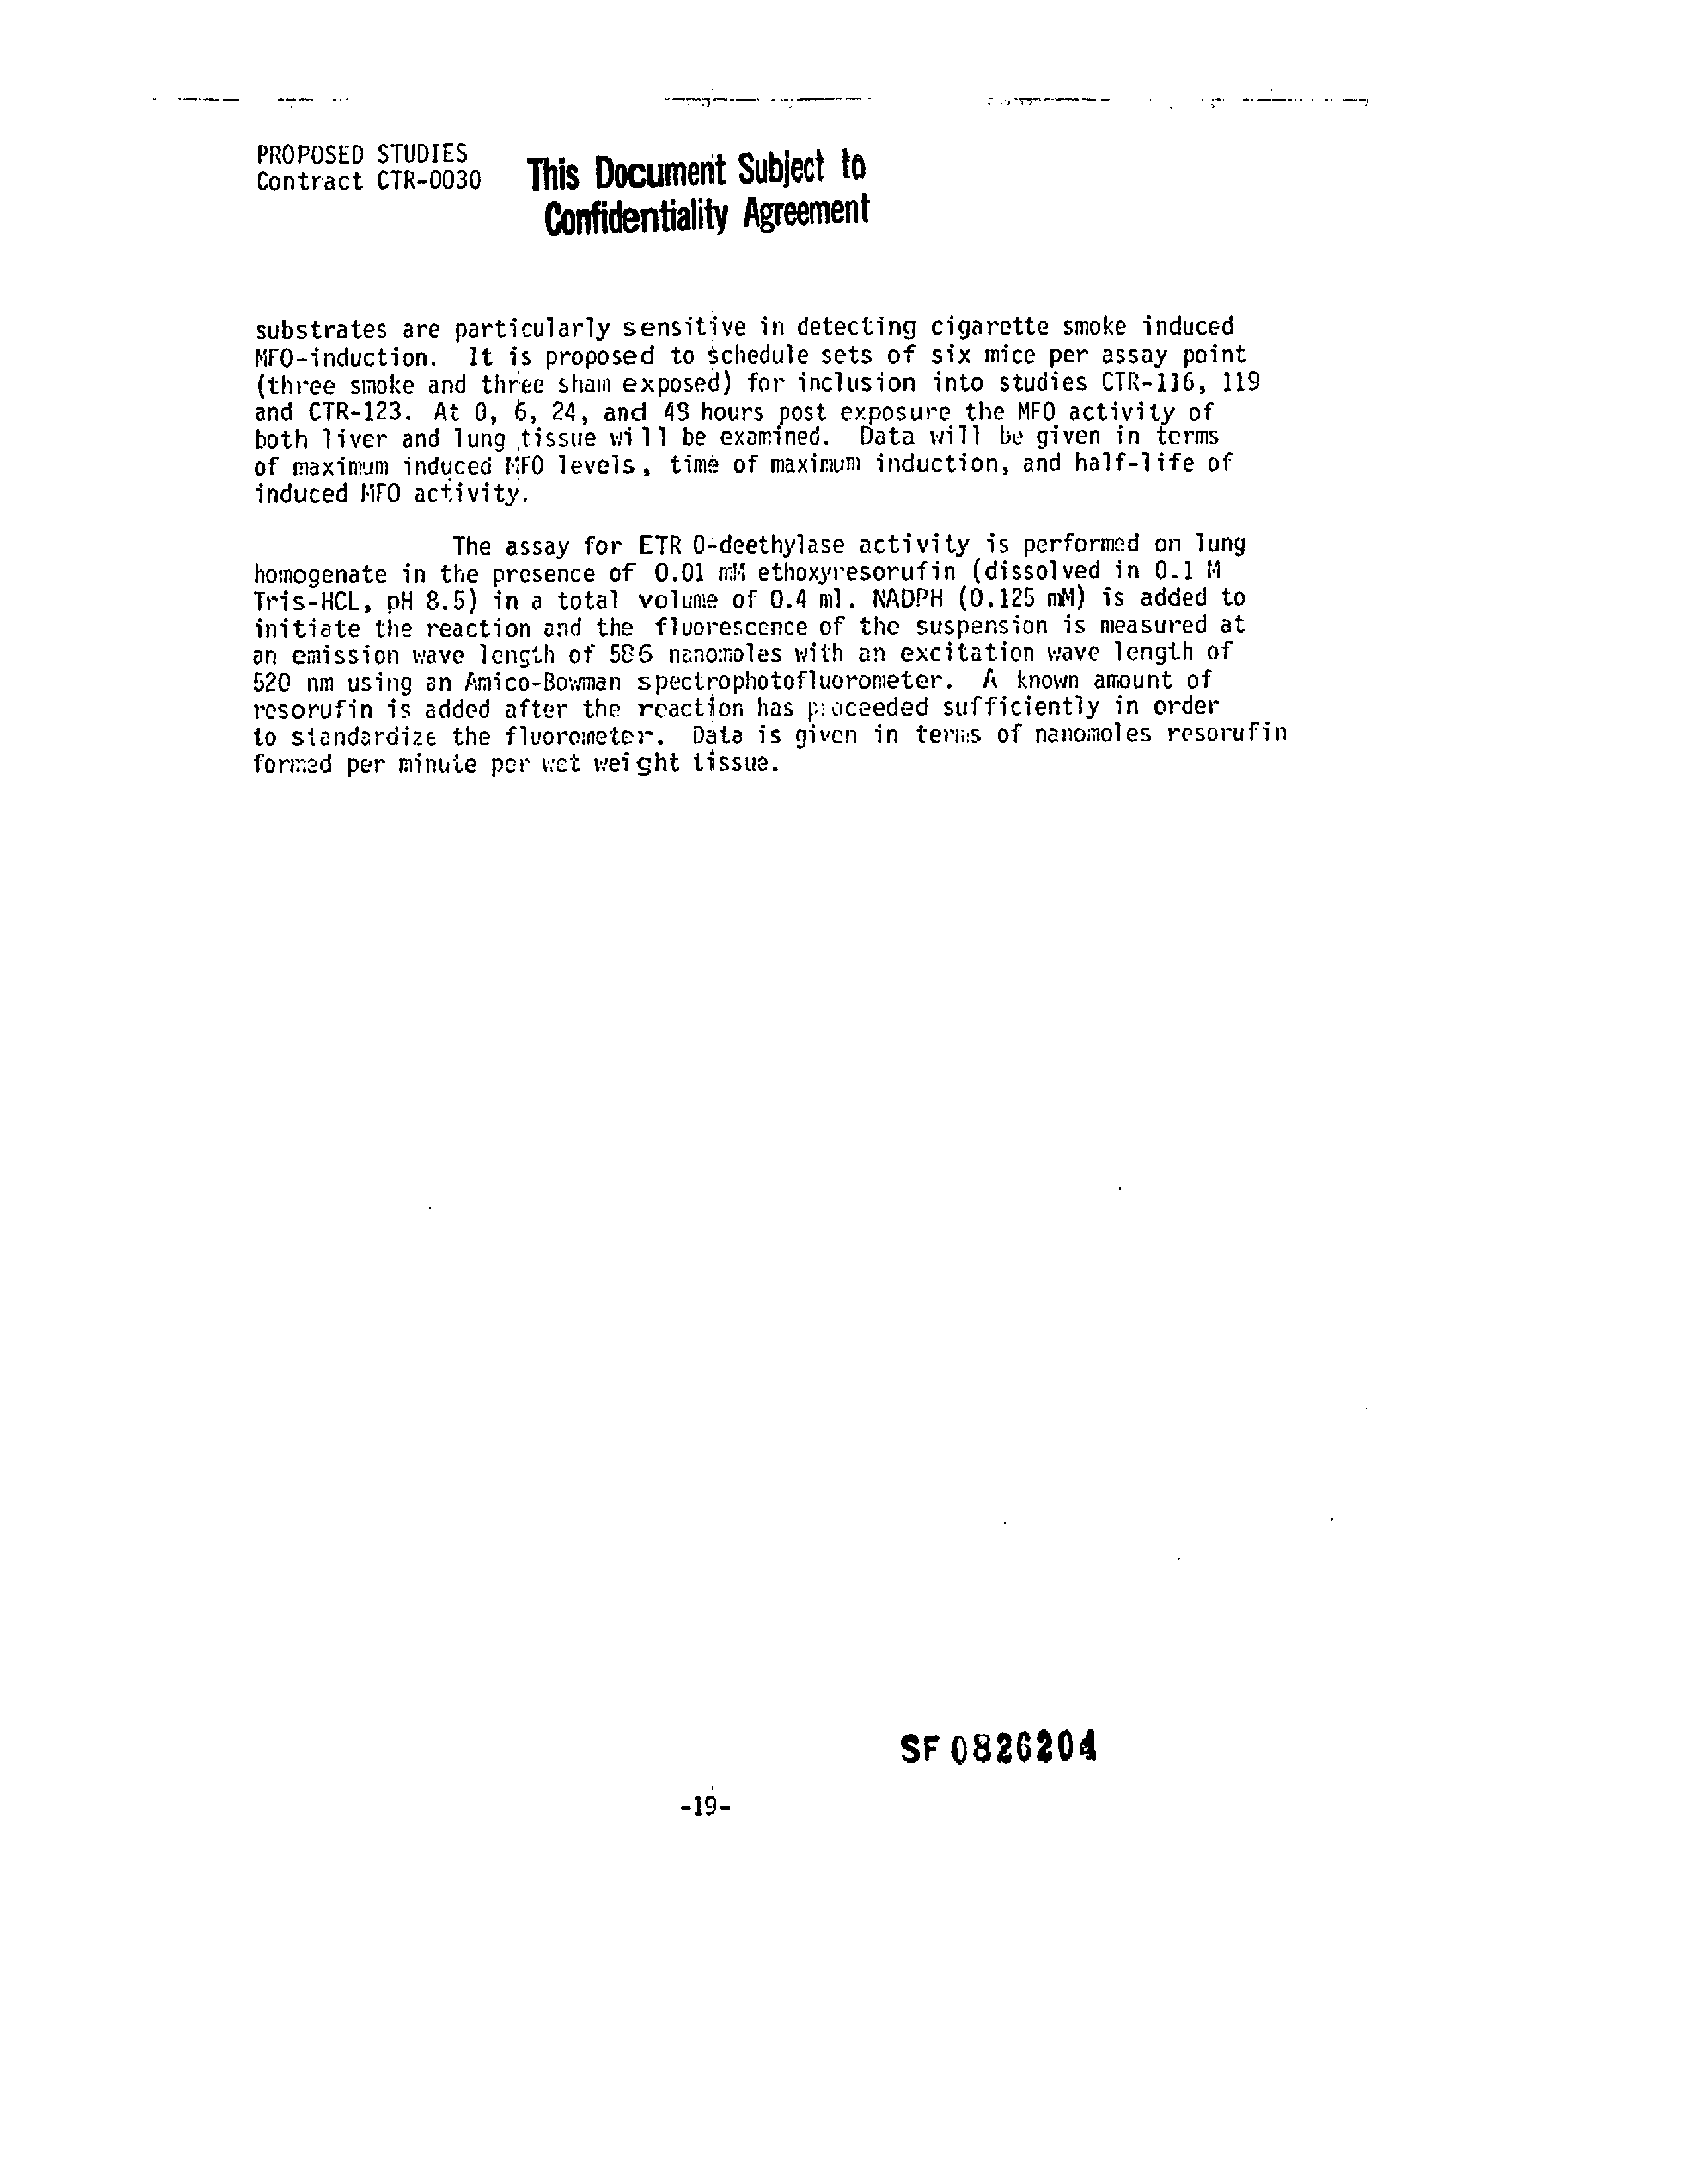 PROPOSED STUDIES
Contract CTR-0030
This Document Subject to
Confidentiality Agreement
substrates are particularly sensitive in detecting cigarette smoke induced
MFO-induction. It is proposed to schedule sets of six mice per assay point
(three smoke and three sham exposed) for inclusion into studies CTR-116, 119
and CTR-123. At 0, 6, 24, and 48 hours post exposure the MFO activity of
both liver and lung tissue will be examined. Data will be given in terms
of maximum induced MFO levels, time of maximum induction, and half-life of
induced MFO activity.
The assay for ETR O-deethylase activity is performed on lung
homogenate in the presence of 0.01 mM ethoxyresorufin (dissolved in 0.1 M
Tris-HCL, pH 8.5) in a total volume of 0.4 ml. NADPH (0.125 mM) is added to
initiate the reaction and the fluorescence of the suspension is measured at
an emission wave length of 586 nanomoles with an excitation wave length of
520 nm using an Amico-Bowman spectrophotofluorometer. A known amount of
resorufin is added after the reaction has proceeded sufficiently in order
to standardize the fluorometer. Data is given in terms of nanomoles resorufin
formed per minute per wet weight tissue.
SF 0826204
-19-